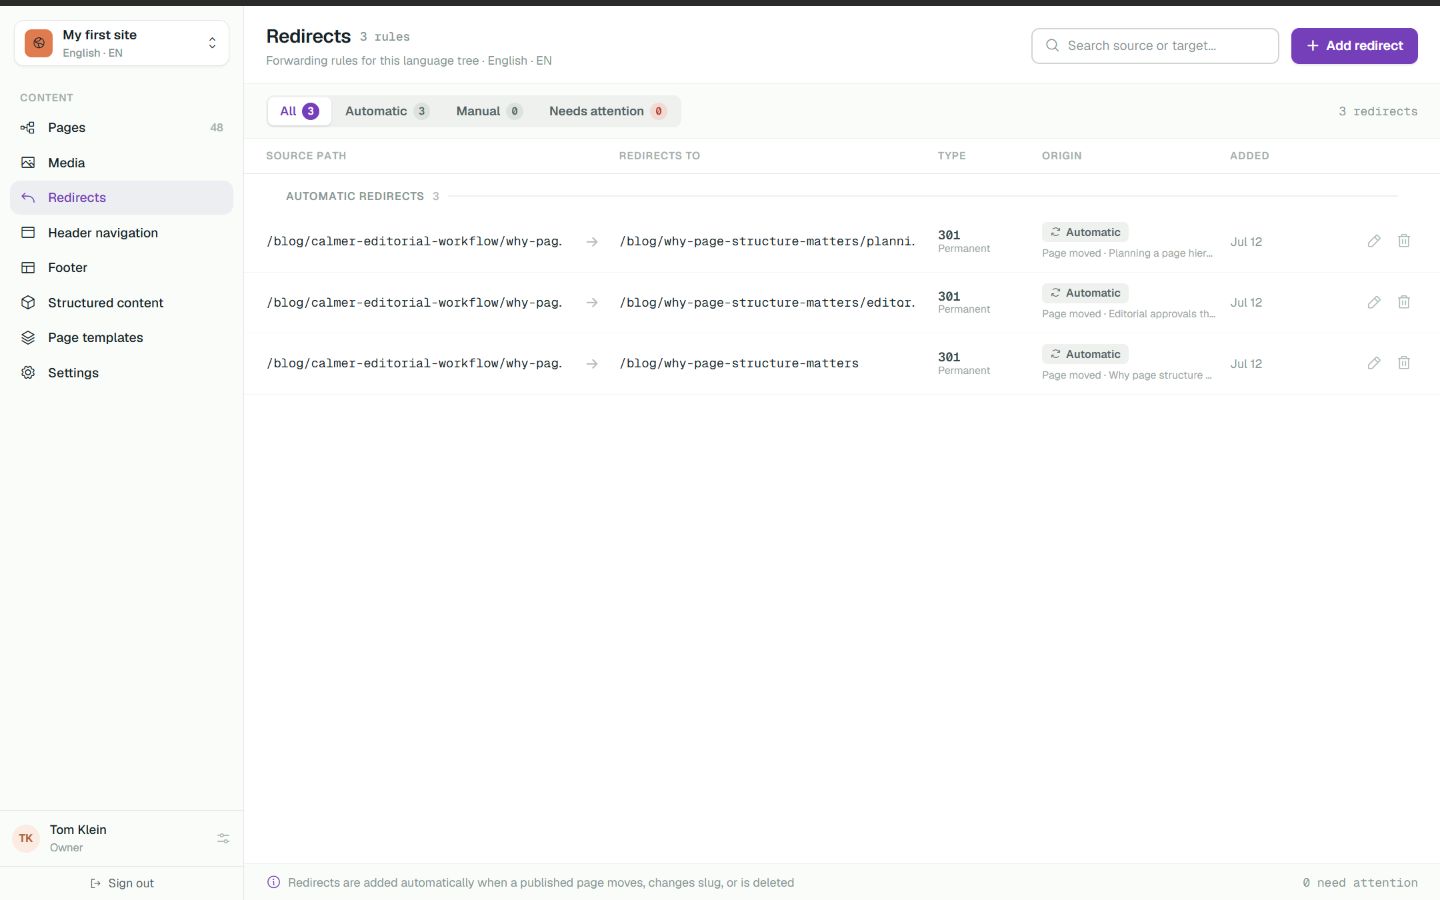 My first site
English · EN
CONTENT
Pages 48
Media
Redirects
Header navigation
Footer
Structured content
Page templates
Settings
Tom Klein
TK
Owner
Sign out
Redirects 3 rules
Forwarding rules for this language tree · English · EN
Search source or target...
Add redirect
All 3 Automatic 3 Manual 0 Needs attention 0
3 redirects
SOURCE PATH REDIRECTS TO TYPE ORIGIN ADDED
AUTOMATIC REDIRECTS 3
/blog/calmer-editorial-workflow/why-pag. → /blog/why-page-structure-matters/planni. 301 Automatic Jul 12
Permanent Page moved · Planning a page hier...
/blog/calmer-editorial-workflow/why-pag. → /blog/why-page-structure-matters/editor. 301 Automatic Jul 12
Permanent Page moved · Editorial approvals th...
/blog/calmer-editorial-workflow/why-pag. → /blog/why-page-structure-matters 301 Automatic Jul 12
Permanent Page moved · Why page structure ...
Redirects are added automatically when a published page moves, changes slug, or is deleted
0 need attention